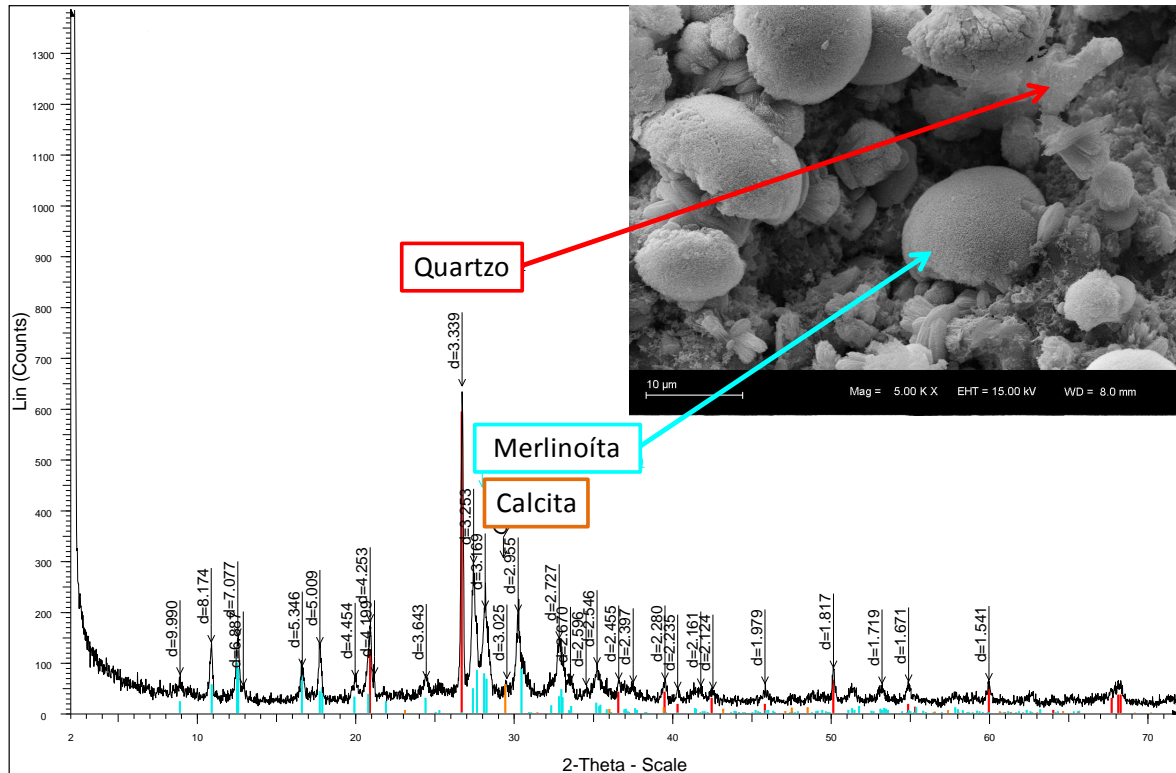 Lin (Counts)
1300
1200
1100
1000
900
800
700
600
500
400
300
200
100
0
d=9.990
d=8.174
d=7.077
d=6.887
d=5.346
d=5.009
d=4.454
d=4.253
d=4.199
d=3.643
d=3.339
d=3.253
d=3.169
d=3.025
d=2.955
d=2.727
d=2.670
d=2.596
d=2.546
d=2.455
d=2.397
d=2.280
d=2.235
d=2.161
d=2.124
d=1.979
d=1.817
d=1.719
d=1.671
d=1.541
Quartzo
Merlinoíta
Calcita
10 µm
Mag = 5.00 K X EHT = 15.00 kV WD = 8.0 mm
2 10 20 30 40 50 60 70
2-Theta - Scale